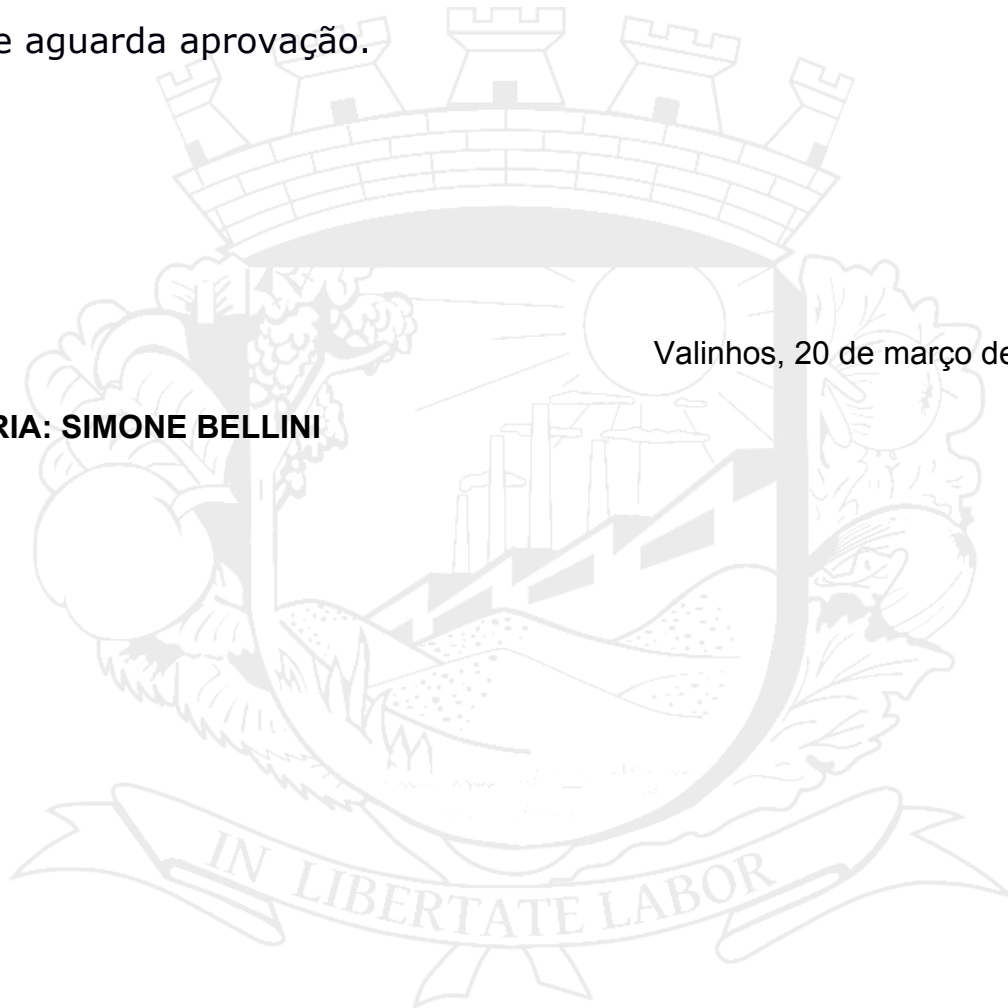 e aguarda aprovação.
Valinhos, 20 de março de
RIA: SIMONE BELLINI
IN LIBERTATE LABOR